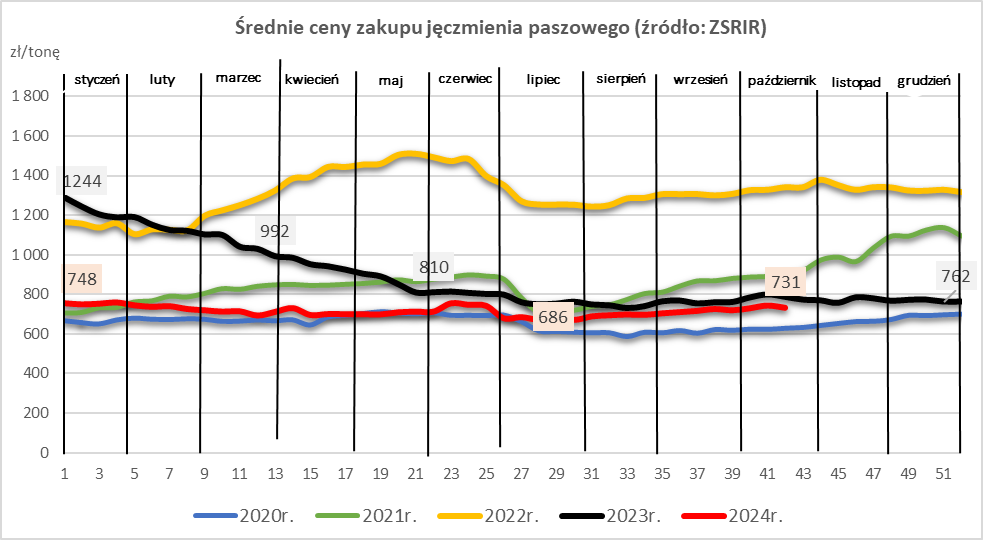 Średnie ceny zakupu jęczmienia paszowego (źródło: ZSRIR)
zł/tonę
styczeń luty marzec kwiecień maj czerwiec lipiec sierpień wrzesień październik listopad grudzień
1 800
1 600
1 400
1244
1 200
992
1 000
748 810 731 762
800
686
600
400
200
0
1 3 5 7 9 11 13 15 17 19 21 23 25 27 29 31 33 35 37 39 41 43 45 47 49 51
2020r. 2021r. 2022r. 2023r. 2024r.